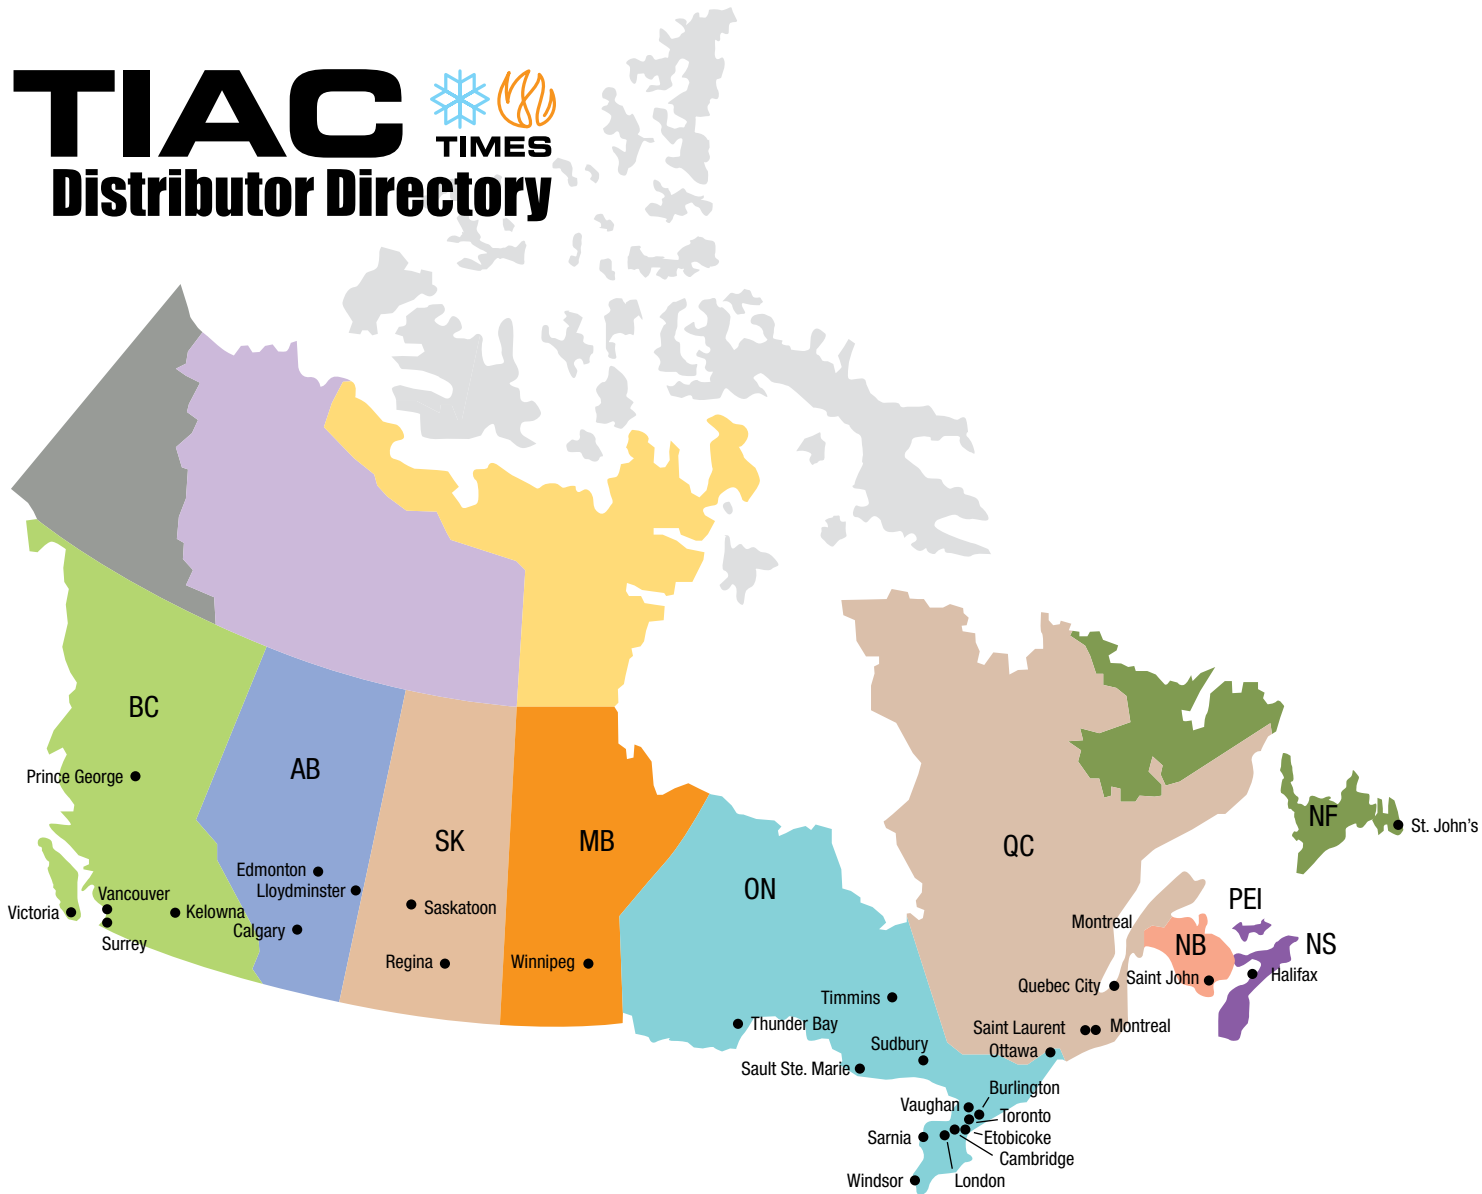 TIAC
TIMES
Distributor Directory
BC
Prince George
AB
SK
MB
ON
QC
NF
St. John's
PEI
NB
NS
Edmonton
Lloydminster
Vancouver
Victoria
Kelowna
Surrey
Calgary
Saskatoon
Regina
Winnipeg
Montreal
Quebec City
Saint John
Halifax
Timmins
Thunder Bay
Saint Laurent
Montreal
Sudbury
Ottawa
Sault Ste. Marie
Burlington
Vaughan
Toronto
Sarnia
Etobicoke
Cambridge
Windsor
London